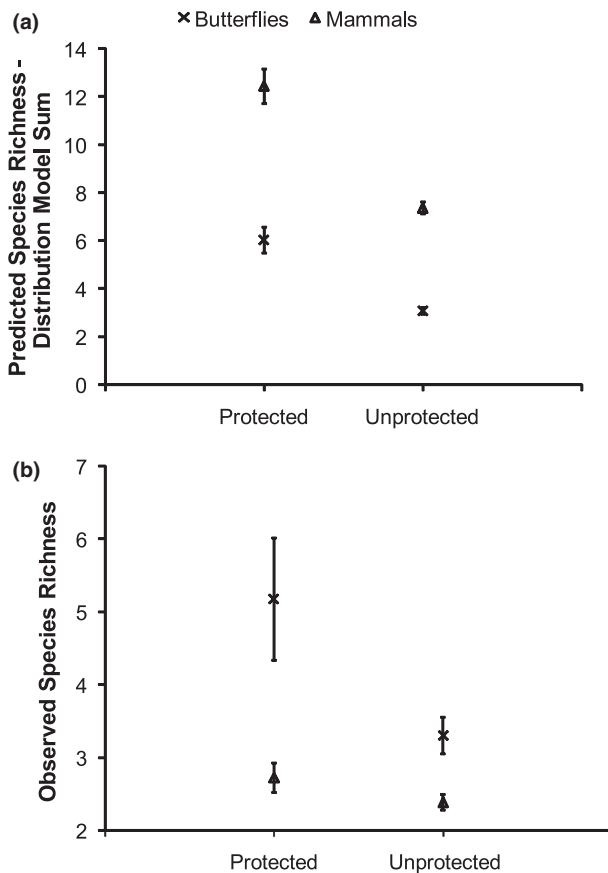 (a)
× Butterflies ▲ Mammals
Predicted Species Richness -
Distribution Model Sum
14
12
10
8
6
4
2
0
Protected Unprotected
(b)
Observed Species Richness
7
6
5
4
3
2
Protected Unprotected